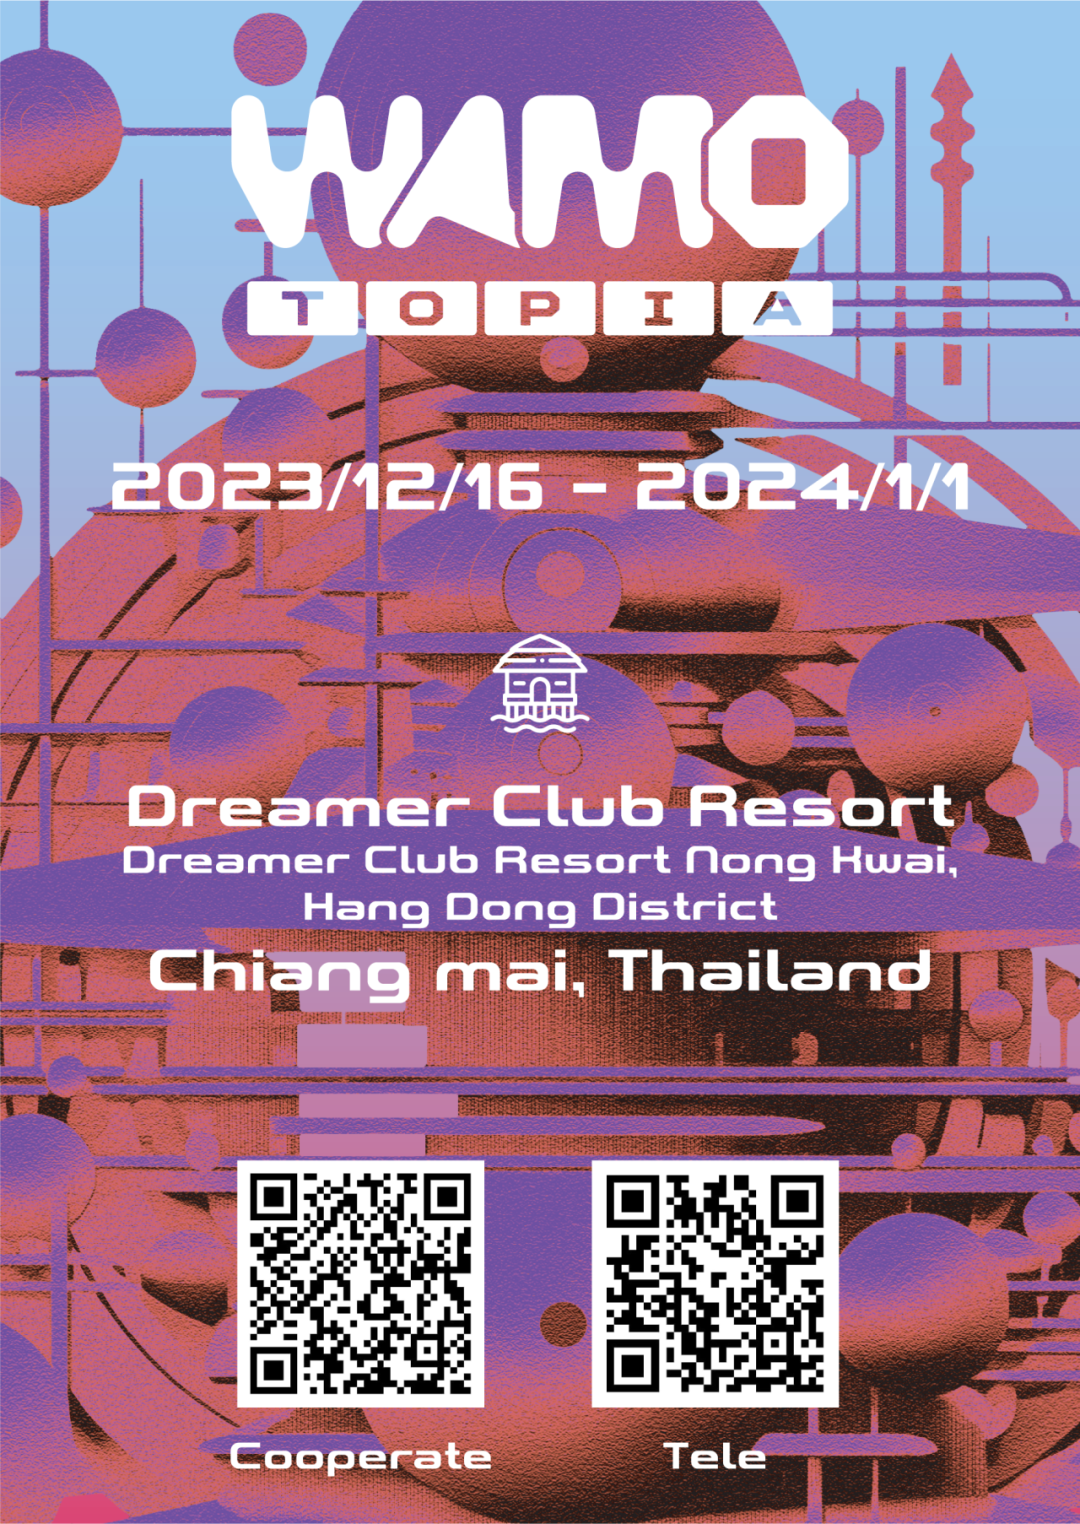 WAMO
TOPIA
2023/12/16 - 2024/1/1
Dreamer Club Resort
Dreamer Club Resort Nong Kwai,
Hang Dong District
Chiang mai, Thailand
Cooperate
Tele